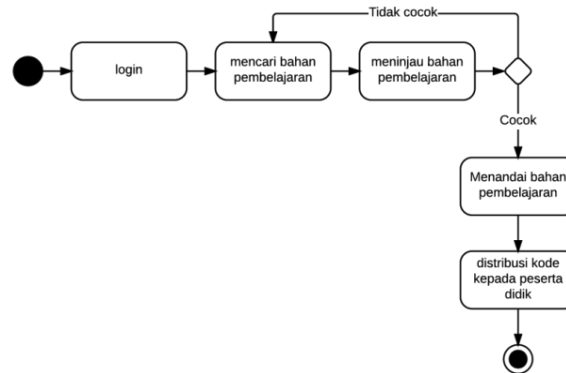 Tidak cocok
login
mencari bahan
pembelajaran
meninjau bahan
pembelajaran
Cocok
Menandai bahan
pembelajaran
distribusi kode
kepada peserta
didik